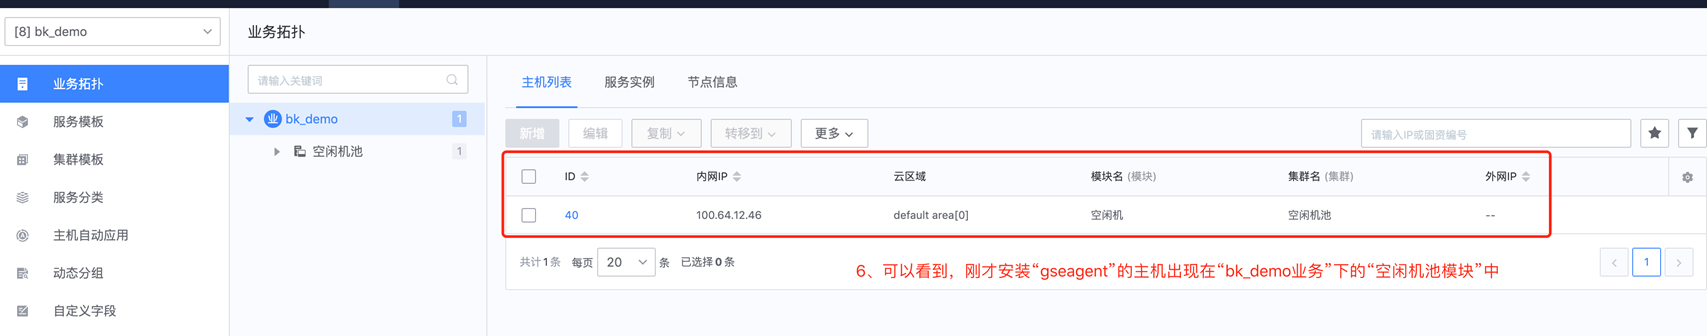 [8] bk_demo
业务拓扑
业务拓扑
服务模板
集群模板
服务分类
主机自动应用
动态分组
自定义字段
请输入关键词
业 bk_demo 1
空闲机池 1
主机列表 服务实例 节点信息
新增 编辑 复制 转移到 更多 请输入IP或固资编号
ID 内网IP 云区域 模块名 (模块) 集群名 (集群) 外网IP
40 100.64.12.46 default area[0] 空闲机 空闲机池 --
共计1条 每页 20 条 已选择0条 1
6、可以看到，刚才安装“gseagent”的主机出现在“bk_demo业务”下的“空闲机池模块”中